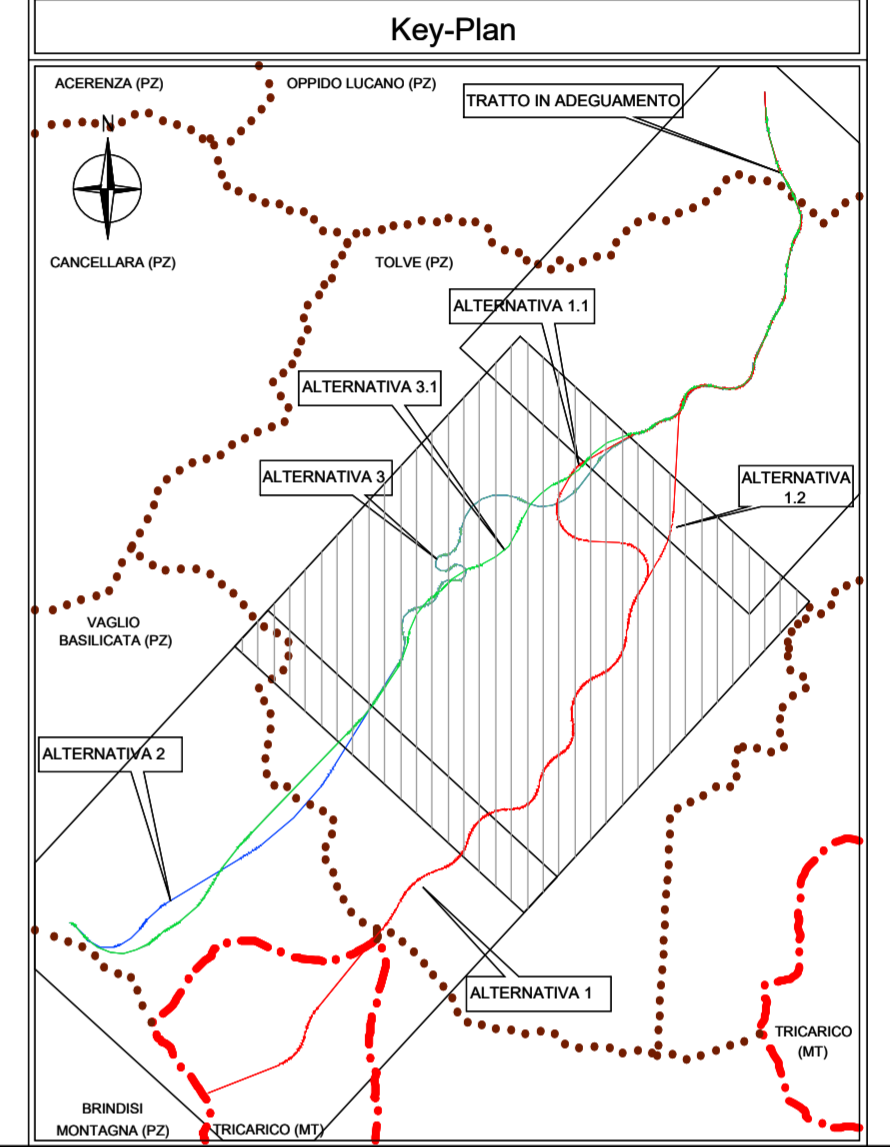 Key-Plan
ACERENZA (PZ)
OPPIDO LUCANO (PZ)
TRATTO IN ADEGUAMENTO
N
CANCELLARA (PZ)
TOLVE (PZ)
ALTERNATIVA 1.1
ALTERNATIVA 3.1
ALTERNATIVA 3
ALTERNATIVA
1.2
VAGLIO
BASILICATA (PZ)
ALTERNATIVA 2
ALTERNATIVA 1
TRICARICO
(MT)
BRINDISI
MONTAGNA (PZ)
TRICARICO (MT)